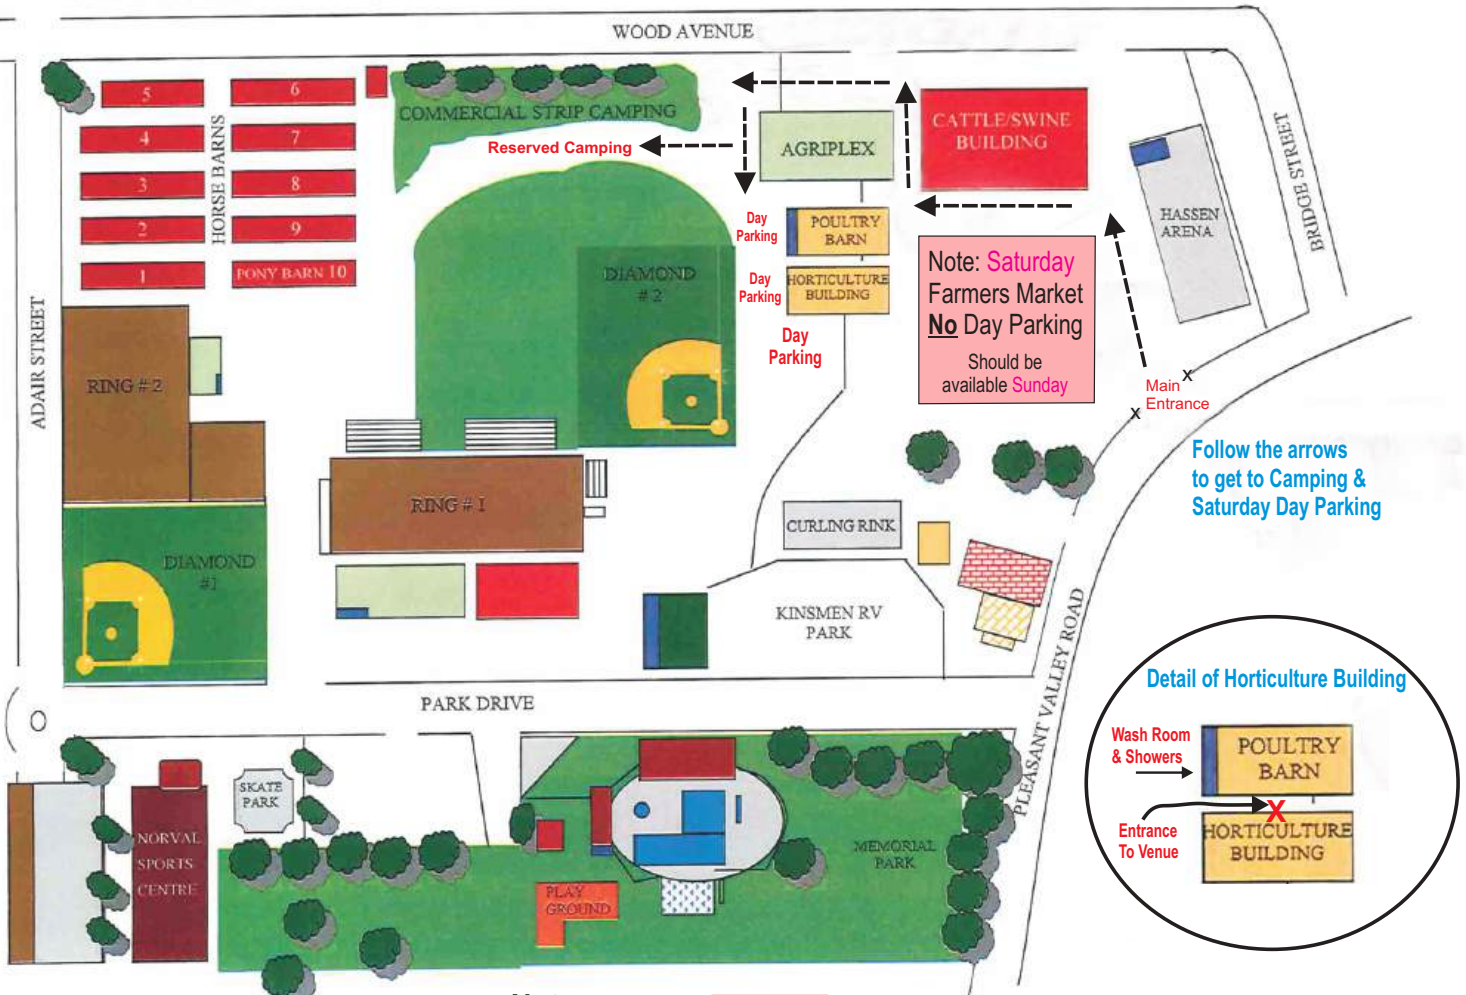 WOOD AVENUE
5
6
4
7
3
8
2
9
1
PONY BARN 10
HORSE BARNS
COMMERCIAL STRIP CAMPING
Reserved Camping
AGRIPLEX
CATTLE/SWINE
BUILDING
HASSEN
ARENA
BRIDGE STREET
Day
Parking
POULTRY
BARN
Day
Parking
HORTICULTURE
BUILDING
Day
Parking
Note: Saturday
Farmers Market
No Day Parking
Should be
available Sunday
DIAMOND
# 2
ADAIR STREET
RING # 2
x
Main
Entrance
x
Follow the arrows
to get to Camping &
Saturday Day Parking
RING # 1
CURLING RINK
DIAMOND
#1
KINSMEN RV
PARK
PARK DRIVE
PLEASANT VALLEY ROAD
Detail of Horticulture Building
Wash Room
& Showers
POULTRY
BARN
X
Entrance
To Venue
HORTICULTURE
BUILDING
SKATE
PARK
NORVAL
SPORTS
CENTRE
MEMORIAL
PARK
PLAY
GROUND